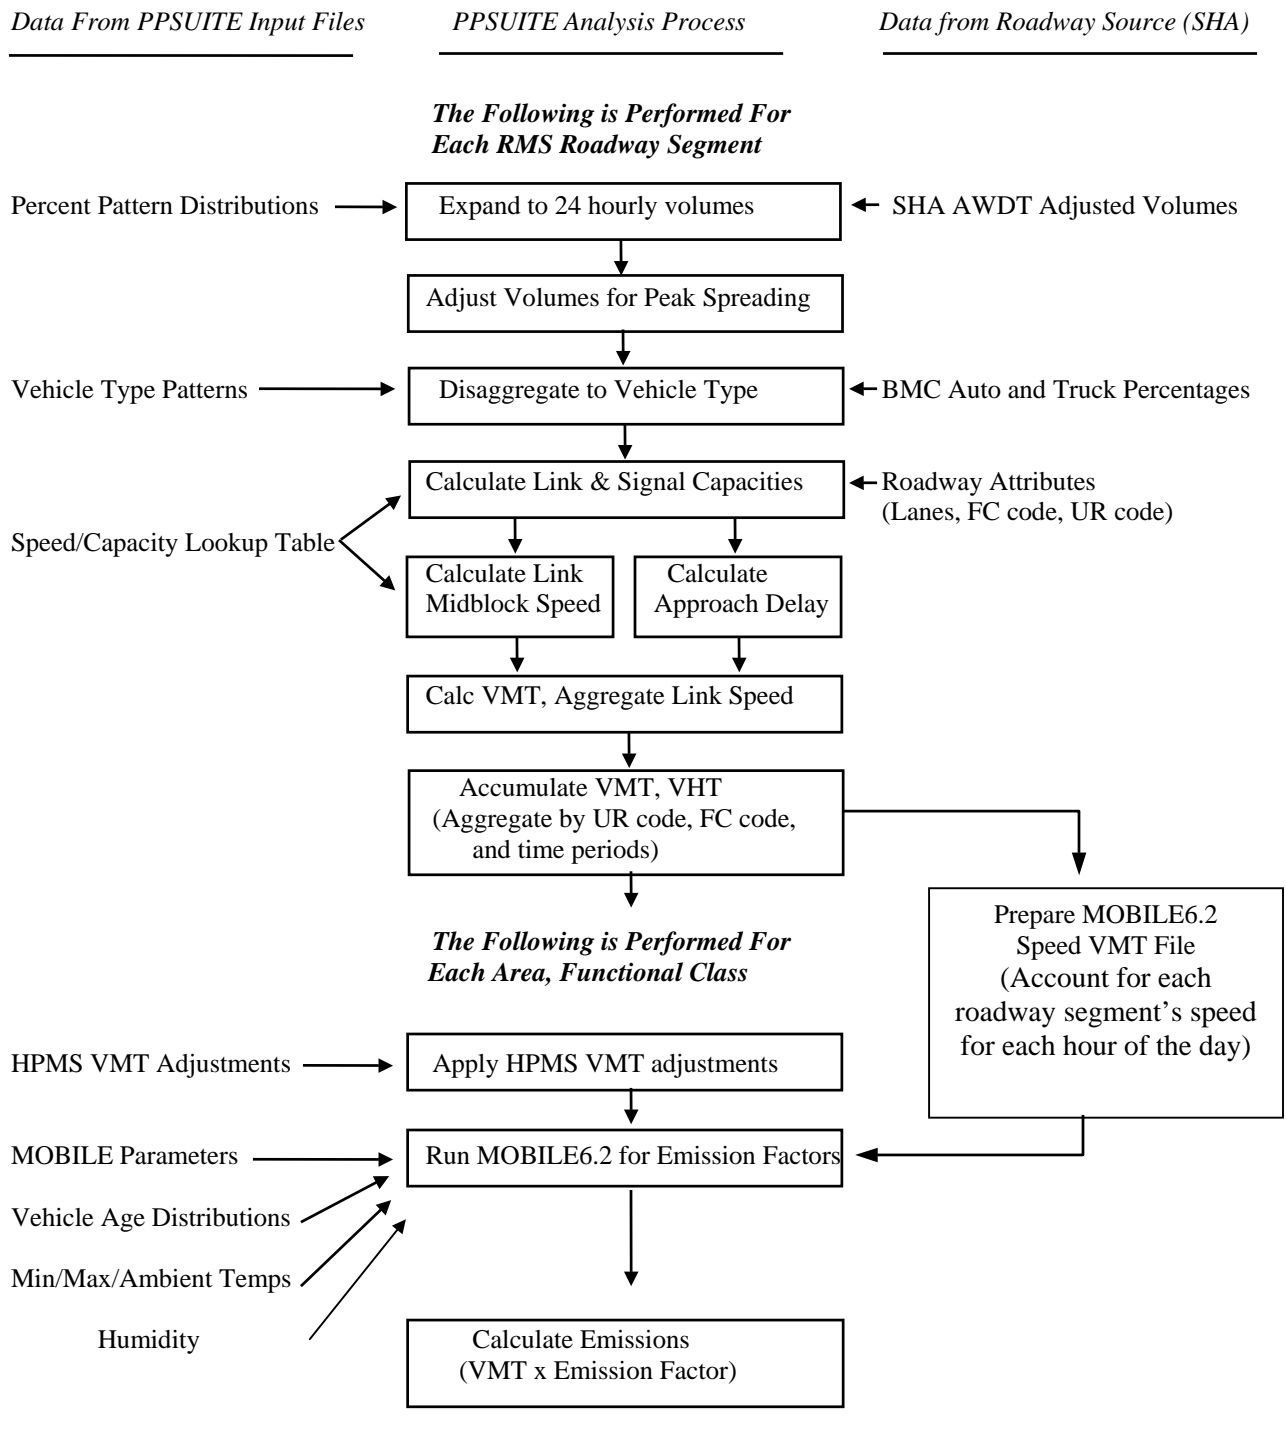 Data From PPSUITE Input Files
PPSUITE Analysis Process
Data from Roadway Source (SHA)
The Following is Performed For
Each RMS Roadway Segment
Percent Pattern Distributions
Expand to 24 hourly volumes
SHA AWDT Adjusted Volumes
Adjust Volumes for Peak Spreading
Vehicle Type Patterns
Disaggregate to Vehicle Type
BMC Auto and Truck Percentages
Calculate Link & Signal Capacities
Roadway Attributes
(Lanes, FC code, UR code)
Speed/Capacity Lookup Table
Calculate Link
Midblock Speed
Calculate
Approach Delay
Calc VMT, Aggregate Link Speed
Accumulate VMT, VHT
(Aggregate by UR code, FC code,
and time periods)
Prepare MOBILE6.2
Speed VMT File
(Account for each
roadway segment’s speed
for each hour of the day)
The Following is Performed For
Each Area, Functional Class
HPMS VMT Adjustments
Apply HPMS VMT adjustments
MOBILE Parameters
Run MOBILE6.2 for Emission Factors
Vehicle Age Distributions
Min/Max/Ambient Temps
Humidity
Calculate Emissions
(VMT x Emission Factor)